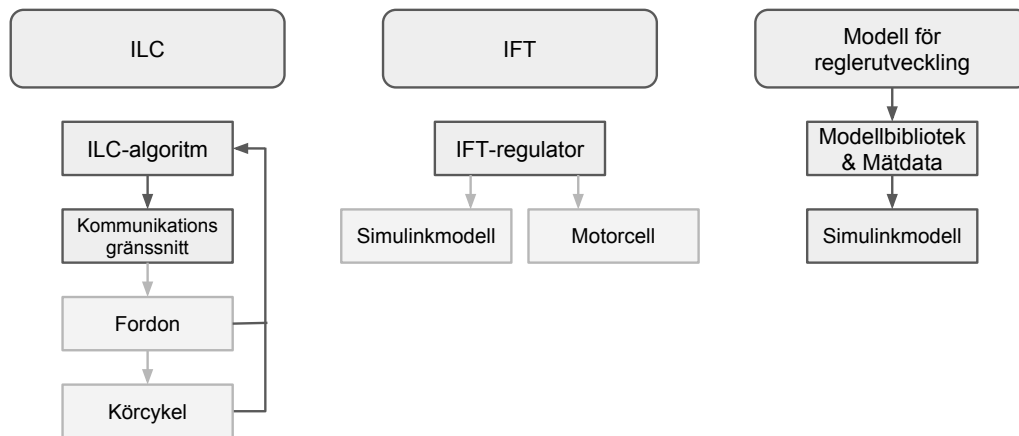 ILC
ILC-algoritm
Kommunikations
gränssnitt
Fordon
Körcykel
IFT
IFT-regulator
Simulinkmodell
Motorcell
Modell för
reglerutveckling
Modellbibliotek
& Mätdata
Simulinkmodell